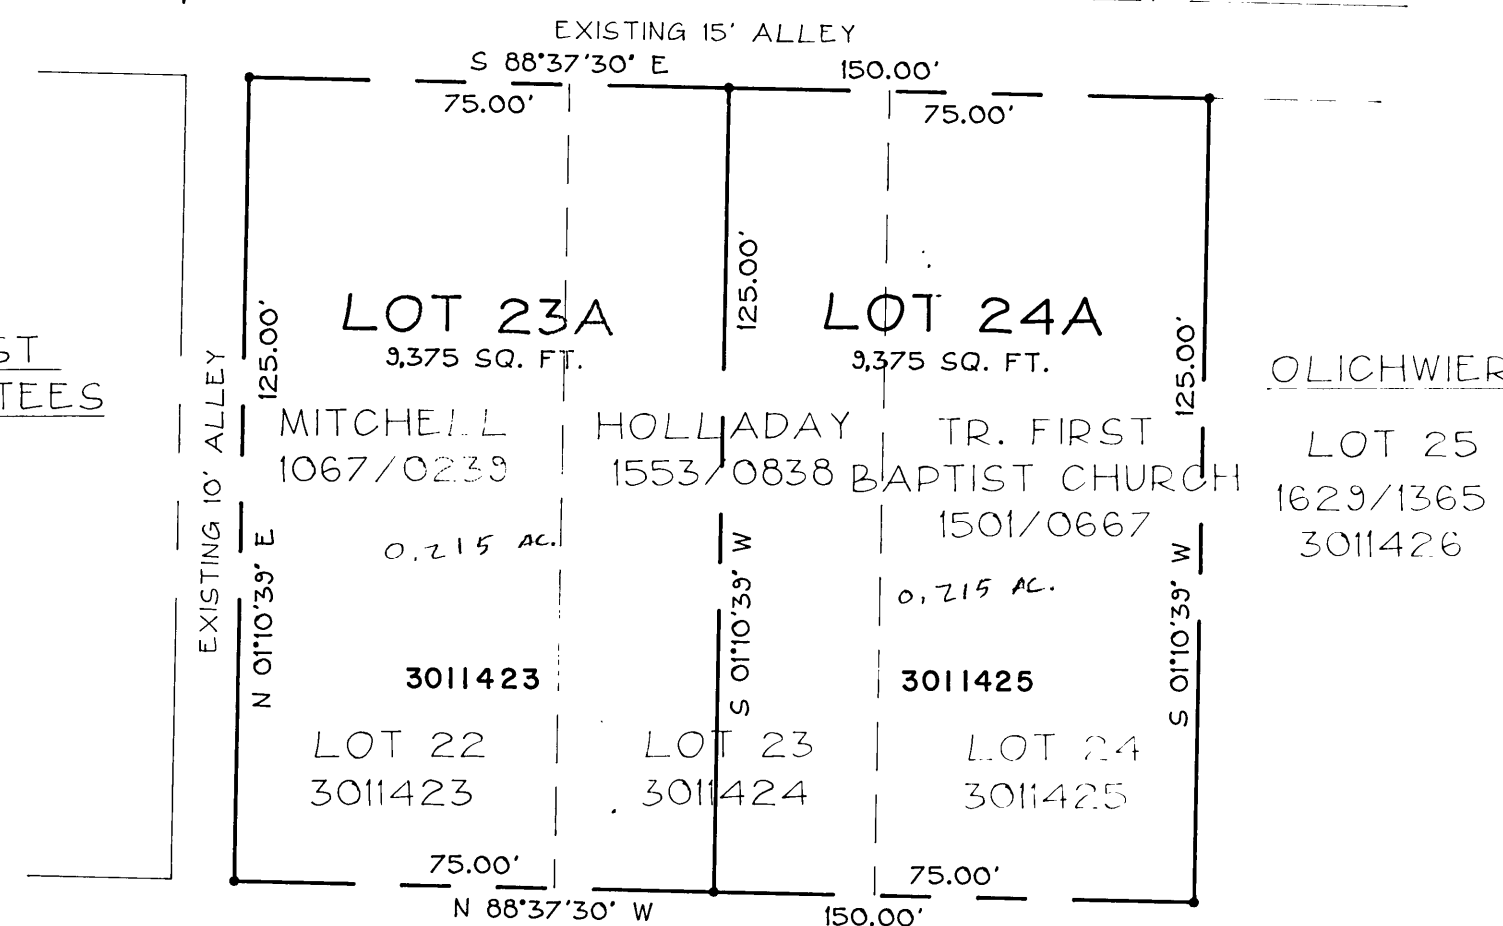 EXISTING 15' ALLEY
S 88°37'30" E
150.00'
75.00'
75.00'
125.00'
125.00'
125.00'
LOT 23A
9,375 SQ. FT.
LOT 24A
9,375 SQ. FT.
ST
TEES
EXISTING 10' ALLEY
MITCHELL
1067/0239
HOLLADAY
1553/0838
TR. FIRST
BAPTIST CHURCH
1501/0667
OLICHWIER
LOT 25
1629/1365
3011426
0.215 AC.
0.215 AC.
N 01°10'39" E
S 01°10'39" W
S 01°10'39" W
3011423
3011425
LOT 22
3011423
LOT 23
3011424
LOT 24
3011425
75.00'
75.00'
N 88°37'30" W
150.00'